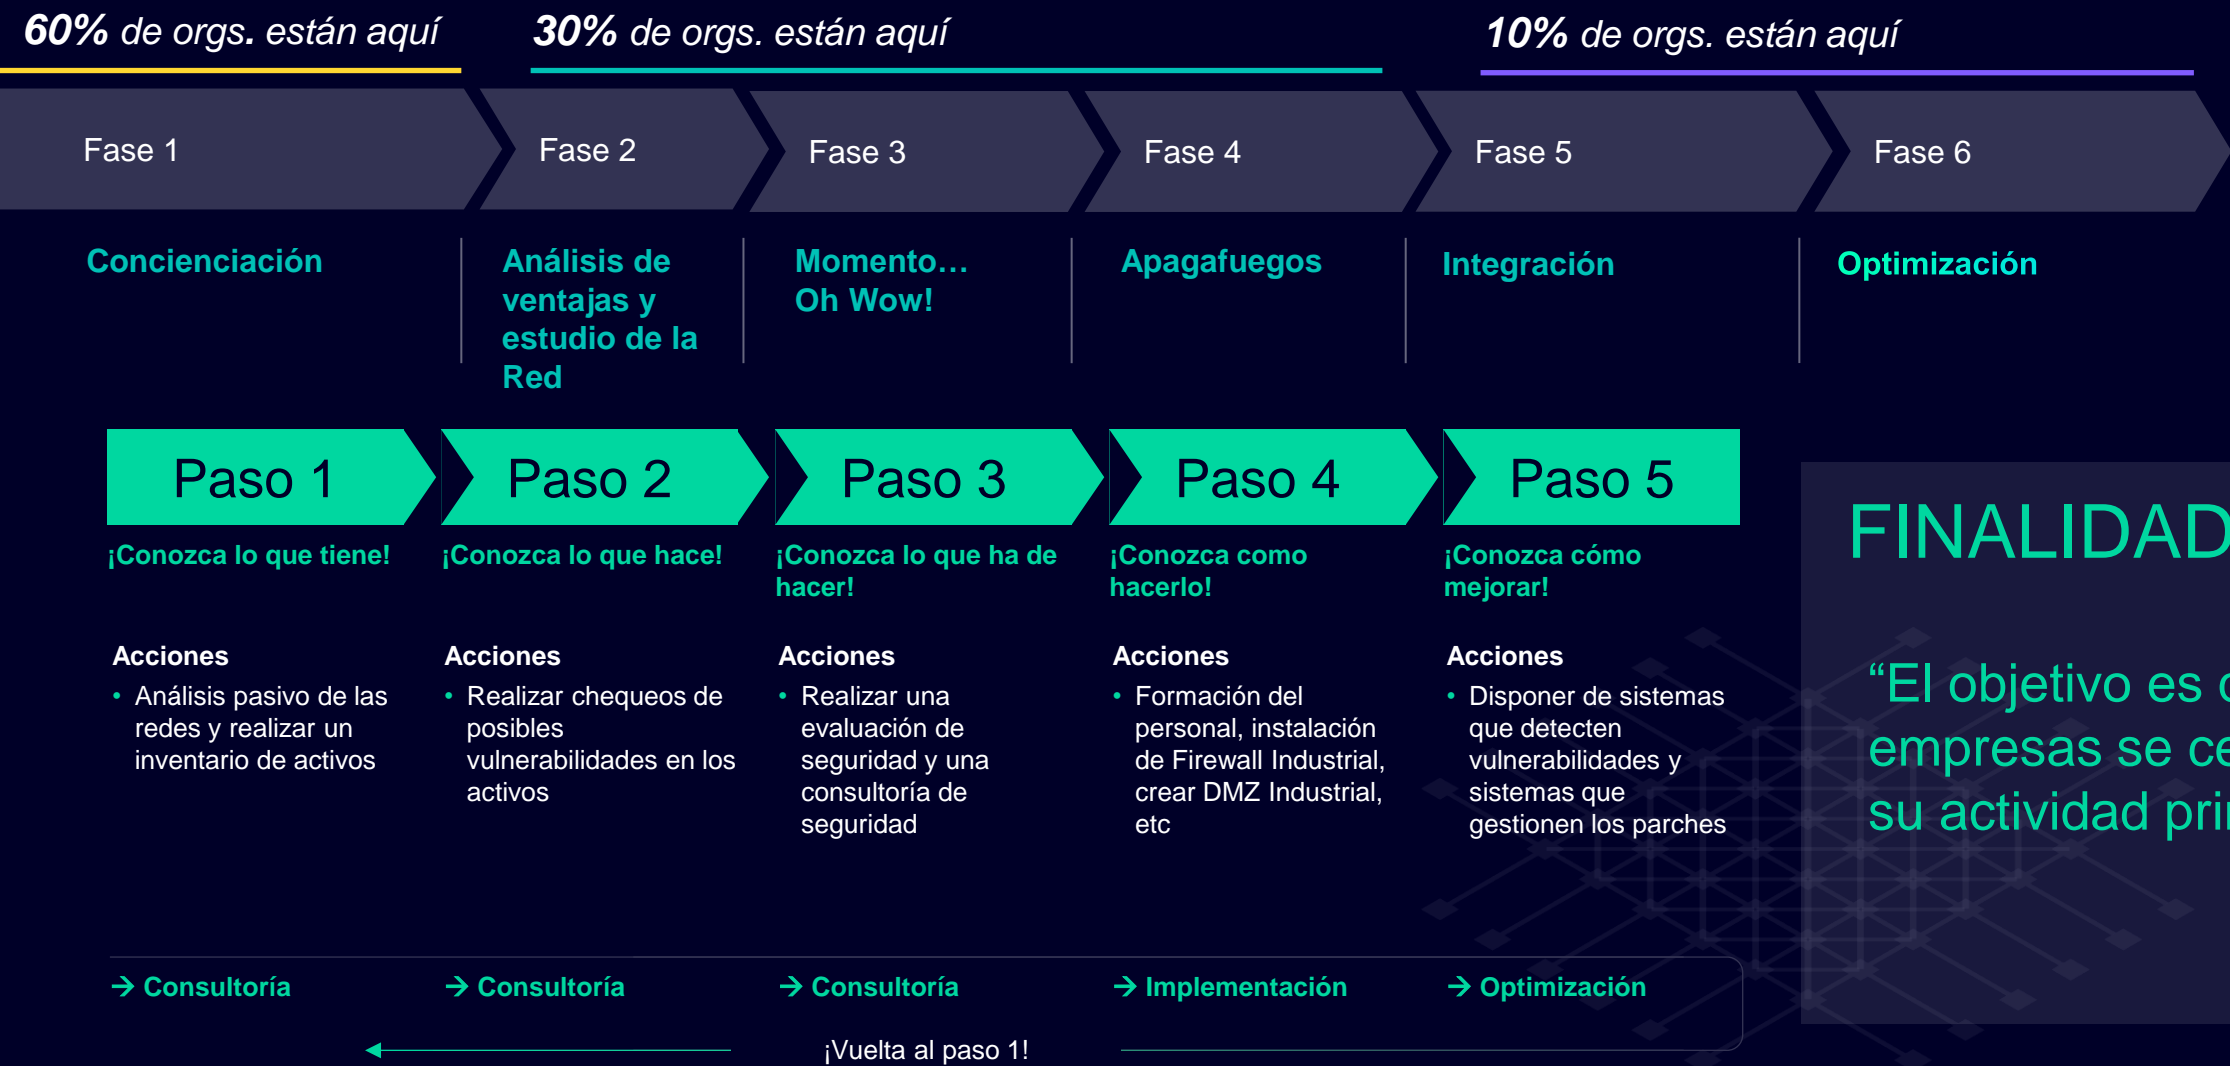 60% de orgs. están aquí
30% de orgs. están aquí
10% de orgs. están aquí
Fase 1
Fase 2
Fase 3
Fase 4
Fase 5
Fase 6
Concienciación
Análisis de
ventajas y
estudio de la
Red
Momento…
Oh Wow!
Apagafuegos
Integración
Optimización
Paso 1
Paso 2
Paso 3
Paso 4
Paso 5
¡Conozca lo que tiene!
¡Conozca lo que hace!
¡Conozca lo que ha de
hacer!
¡Conozca como
hacerlo!
¡Conozca cómo
mejorar!
Acciones
• Análisis pasivo de las
redes y realizar un
inventario de activos
Acciones
• Realizar chequeos de
posibles
vulnerabilidades en los
activos
Acciones
• Realizar una
evaluación de
seguridad y una
consultoría de
seguridad
Acciones
• Formación del
personal, instalación
de Firewall Industrial,
crear DMZ Industrial,
etc
Acciones
• Disponer de sistemas
que detecten
vulnerabilidades y
sistemas que
gestionen los parches
FINALIDAD
“El objetivo es
empresas se
su actividad
→ Consultoría
→ Consultoría
→ Consultoría
→ Implementación
→ Optimización
¡Vuelta al paso 1!